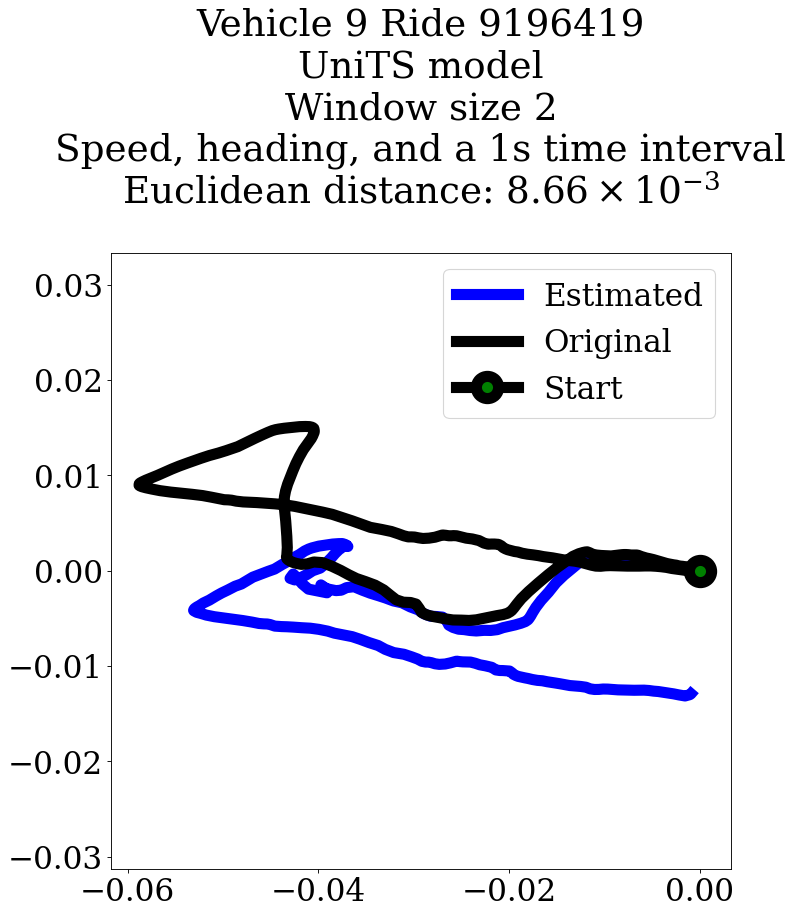 Vehicle 9 Ride 9196419
UniTS model
Window size 2
Speed, heading, and a 1s time interval
Euclidean distance: 8.66 × 10⁻³
Estimated
Original
Start
0.03
0.02
0.01
0.00
−0.01
−0.02
−0.03
−0.06
−0.04
−0.02
0.00